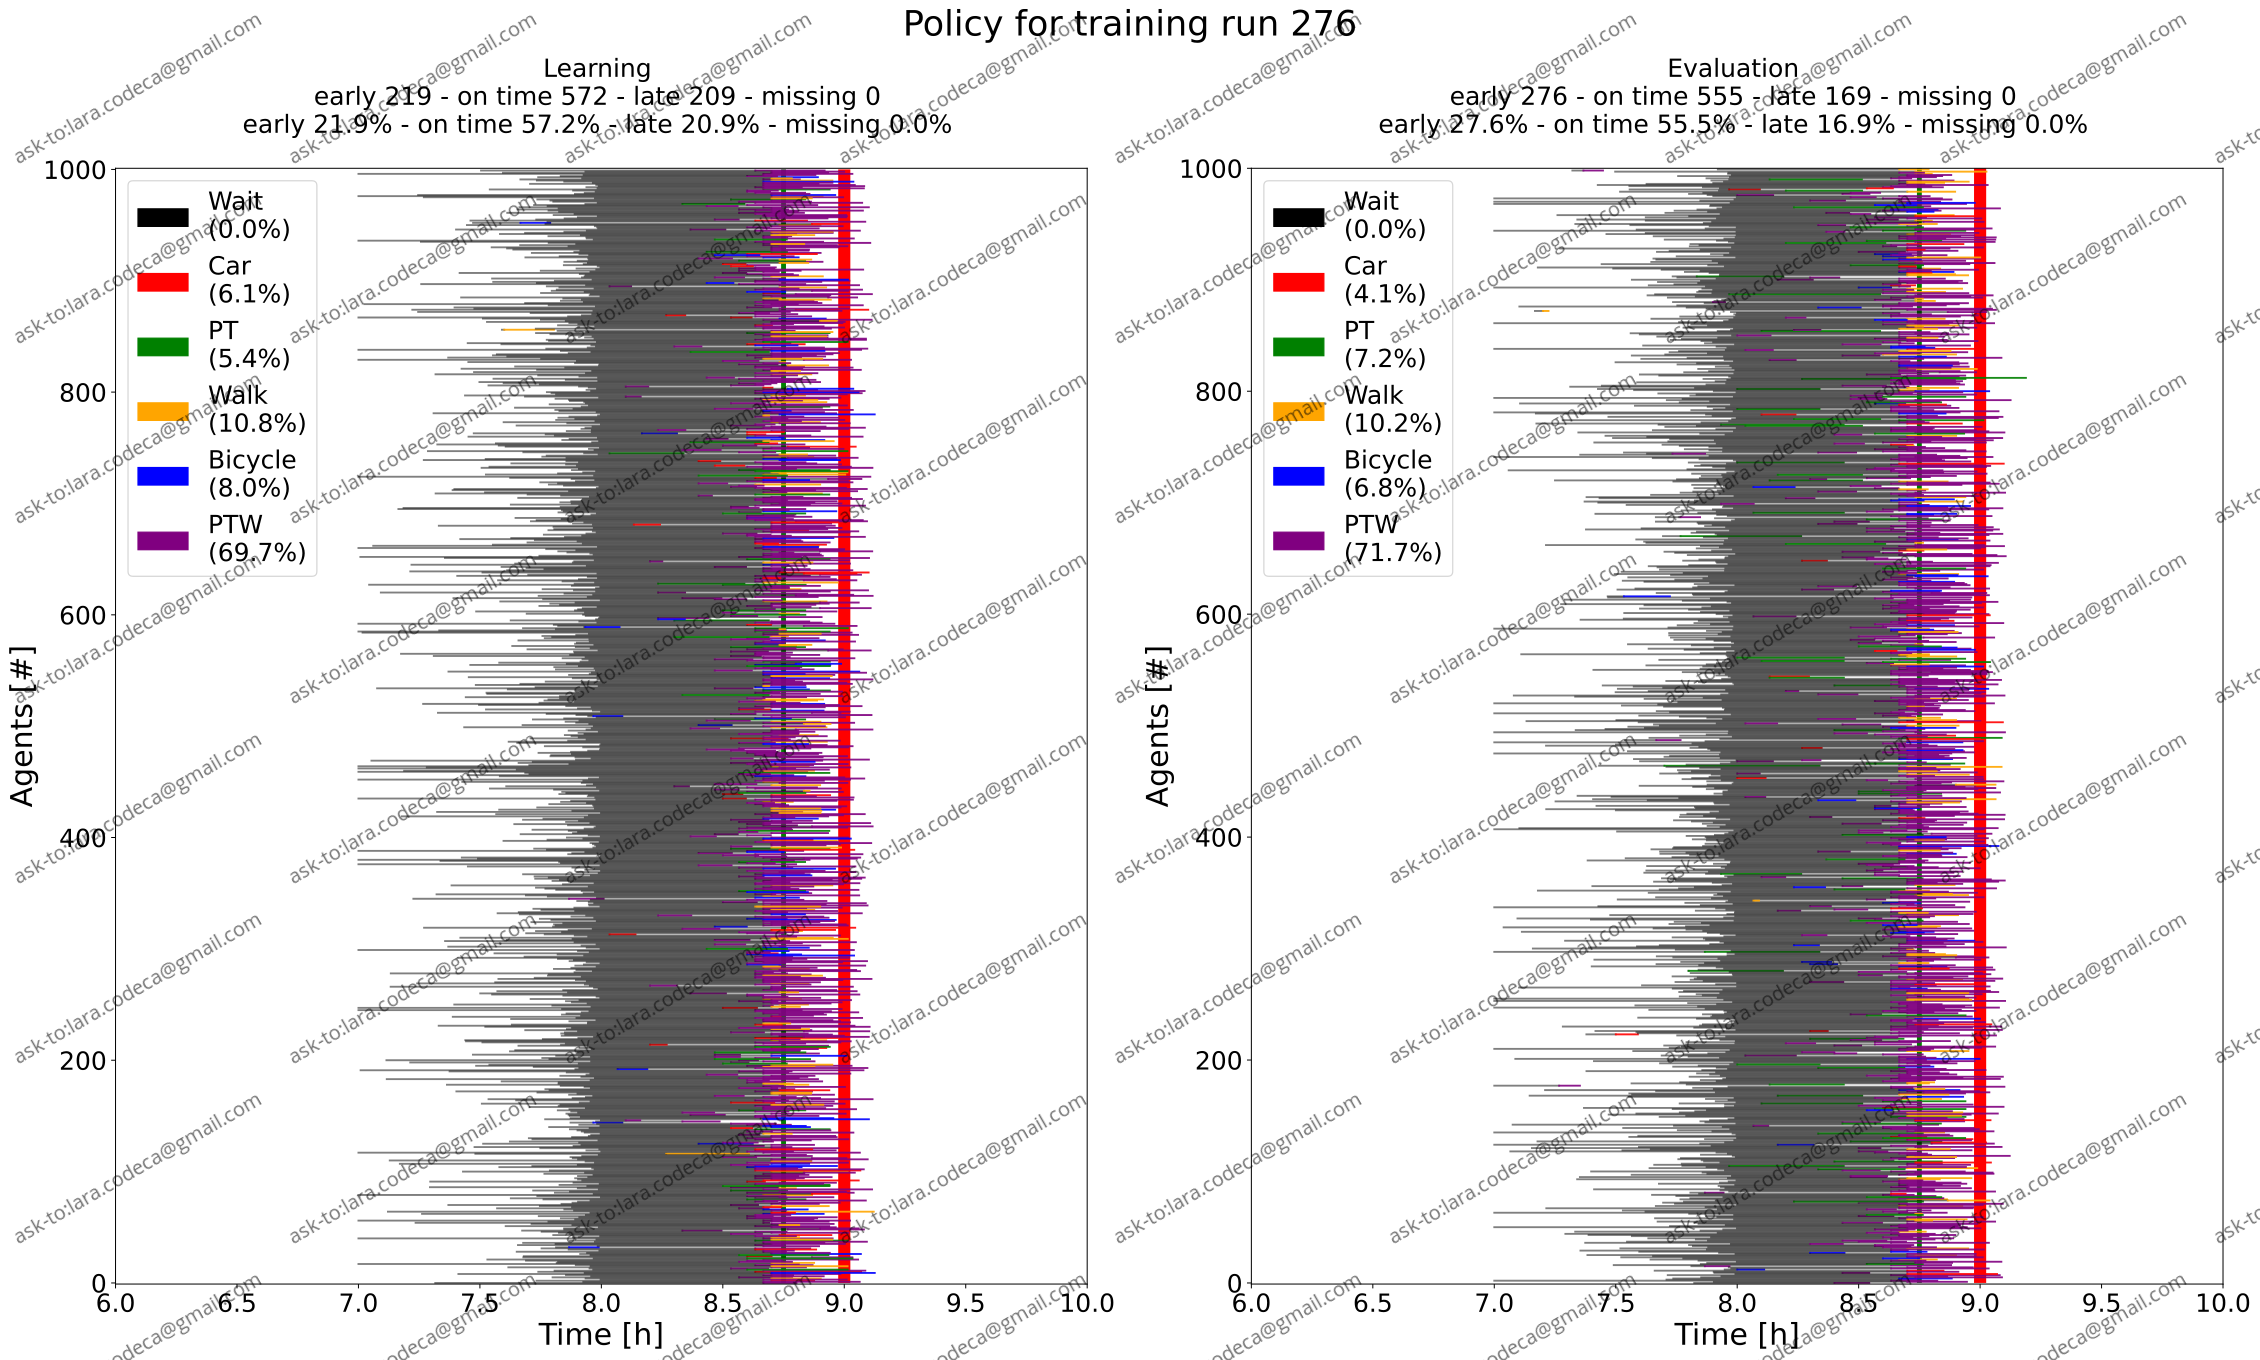 Policy for training run 276
Learning
early 219 - on time 572 - late 209 - missing 0
early 21.9% - on time 57.2% - late 20.9% - missing 0.0%
Wait
(0.0%)
Car
(6.1%)
PT
(5.4%)
Walk
(10.8%)
Bicycle
(8.0%)
PTW
(69.7%)
1000
800
600
400
200
0
Agents [#]
6.0 6.5 7.0 7.5 8.0 8.5 9.0 9.5 10.0
Time [h]
Evaluation
early 276 - on time 555 - late 169 - missing 0
early 27.6% - on time 55.5% - late 16.9% - missing 0.0%
Wait
(0.0%)
Car
(4.1%)
PT
(7.2%)
Walk
(10.2%)
Bicycle
(6.8%)
PTW
(71.7%)
1000
800
600
400
200
0
Agents [#]
6.0 6.5 7.0 7.5 8.0 8.5 9.0 9.5 10.0
Time [h]
ask-to:lara.codeca@gmail.com